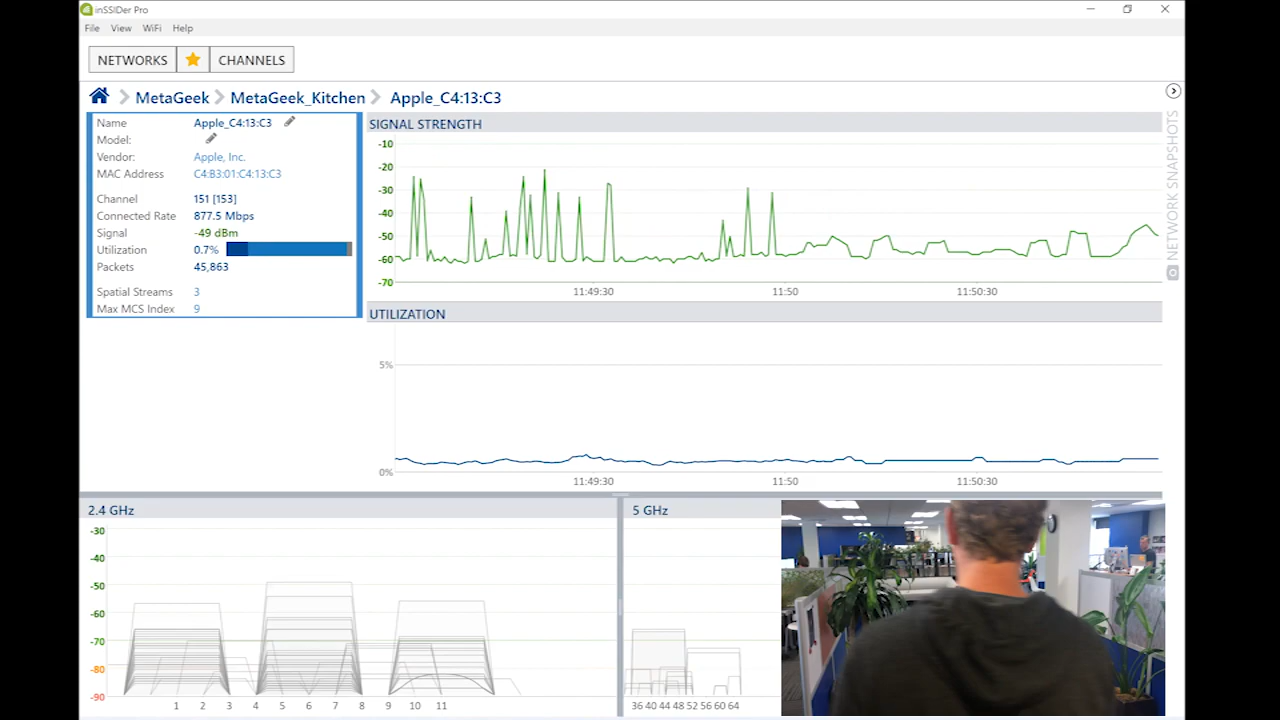 inSSIDer Pro
File View WiFi Help
NETWORKS CHANNELS
MetaGeek MetaGeek_Kitchen Apple_C4:13:C3
Name Apple_C4:13:C3
Model:
Vendor: Apple, Inc.
MAC Address C4:B3:01:C4:13:C3
Channel 151 [153]
Connected Rate 877.5 Mbps
Signal -49 dBm
Utilization 0.7%
Packets 45,863
Spatial Streams 3
Max MCS Index 9
SIGNAL STRENGTH
-10
-20
-30
-40
-50
-60
-70
11:49:30 11:50 11:50:30
UTILIZATION
5%
0%
11:49:30 11:50 11:50:30
NETWORK SNAPSHOTS
2.4 GHz
-30
-40
-50
-60
-70
-80
-90
1 2 3 4 5 6 7 8 9 10 11
5 GHz
36 40 44 48 52 56 60 64